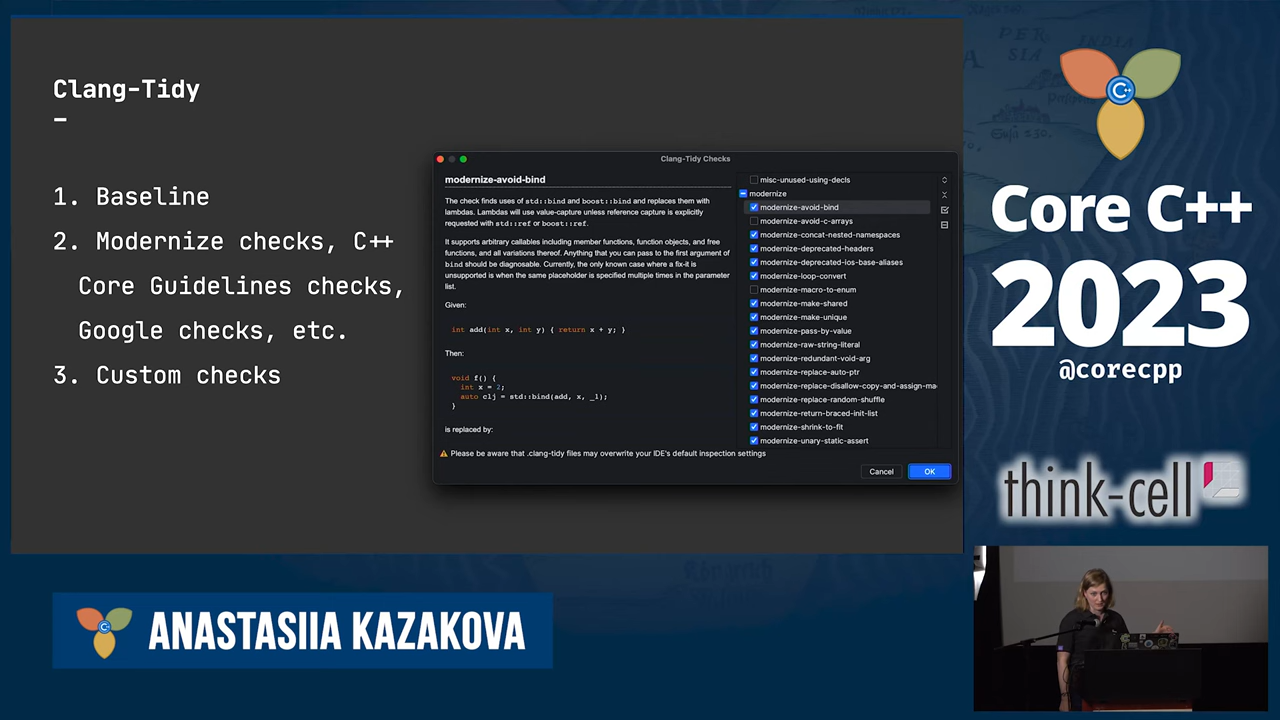 Clang-Tidy
–
1. Baseline
2. Modernize checks, C++
Core Guidelines checks,
Google checks, etc.
3. Custom checks
Clang-Tidy Checks
modernize-avoid-bind
The check finds uses of std::bind and boost::bind and replaces them with
lambdas. Lambdas will use value-capture unless reference capture is explicitly
requested with std::ref or boost::ref.
It supports arbitrary callables including member functions, function objects, and free
functions, and all variations thereof. Anything that you can pass to the first argument of
bind should be diagnosable. Currently, the only known case where a fix-it is
unsupported is when the same placeholder is specified multiple times in the parameter
list.
Given:
int add(int x, int y) { return x + y; }
Then:
void f() {
int x = 2;
auto clj = std::bind(add, x, _1);
}
is replaced by:
misc-unused-using-decls
modernize
modernize-avoid-bind
modernize-avoid-c-arrays
modernize-concat-nested-namespaces
modernize-deprecated-headers
modernize-deprecated-ios-base-aliases
modernize-loop-convert
modernize-macro-to-enum
modernize-make-shared
modernize-make-unique
modernize-pass-by-value
modernize-raw-string-literal
modernize-redundant-void-arg
modernize-replace-auto-ptr
modernize-replace-disallow-copy-and-assign-ma
modernize-replace-random-shuffle
modernize-return-braced-init-list
modernize-shrink-to-fit
modernize-unary-static-assert
Please be aware that .clang-tidy files may overwrite your IDE's default inspection settings
Cancel
OK
C++
Core C++
2023
@corecpp
think-cell
C++
ANASTASIIA KAZAKOVA